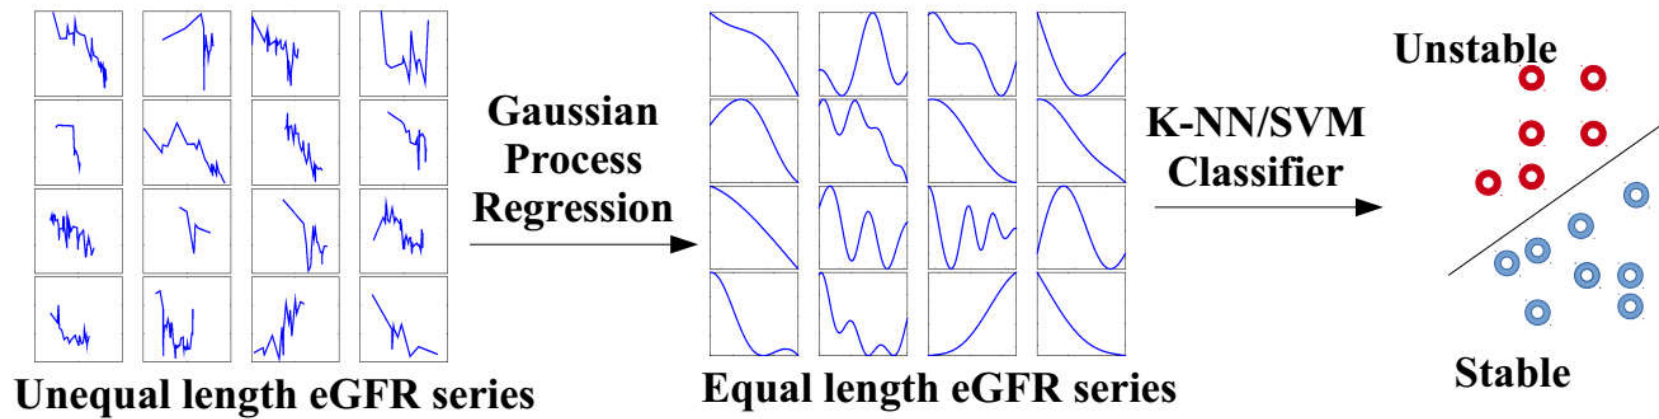 Unequal length eGFR series
Gaussian
Process
Regression
Equal length eGFR series
K-NN/SVM
Classifier
Unstable
Stable